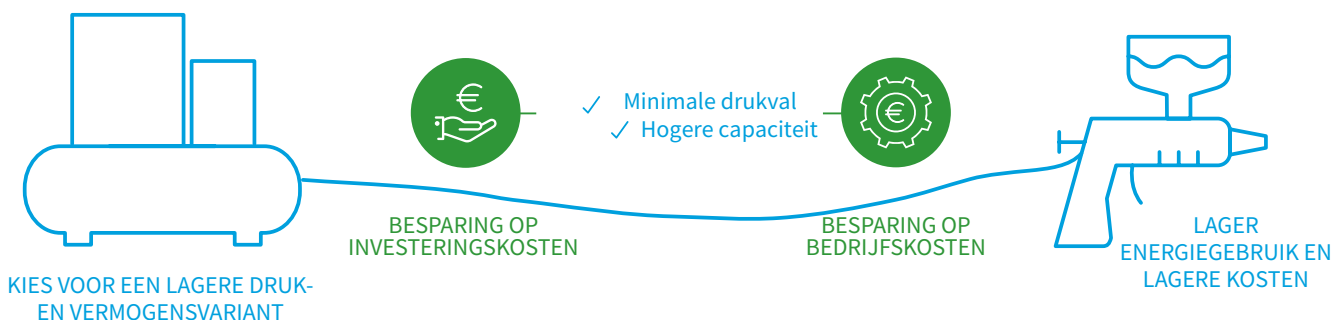 €
Minimale drukval
Hogere capaciteit
€
BESPARING OP
INVESTERINGSKOSTEN
BESPARING OP
BEDRIJFSKOSTEN
LAGER
ENERGIEGEBRUIK EN
LAGERE KOSTEN
KIES VOOR EEN LAGERE DRUK-
EN VERMOGENSVARIANT